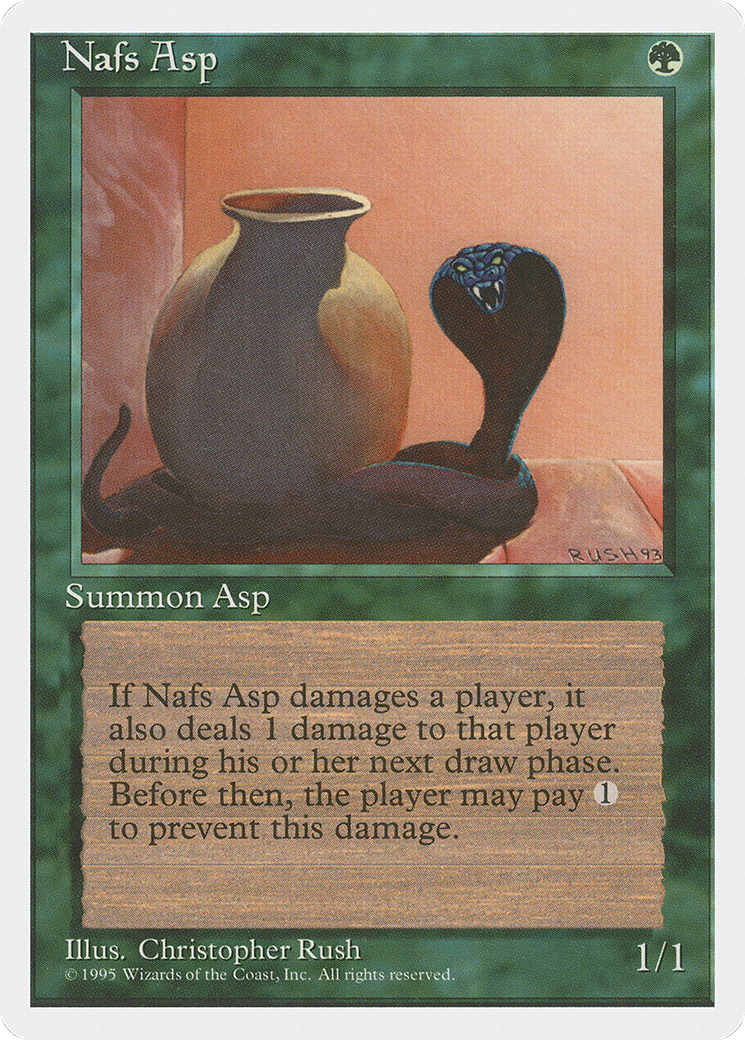 Nafs Asp
RUSH 93
Summon Asp
If Nafs Asp damages a player, it
also deals 1 damage to that player
during his or her next draw phase.
Before then, the player may pay 1
to prevent this damage.
Illus. Christopher Rush
1/1
© 1995 Wizards of the Coast, Inc. All rights reserved.